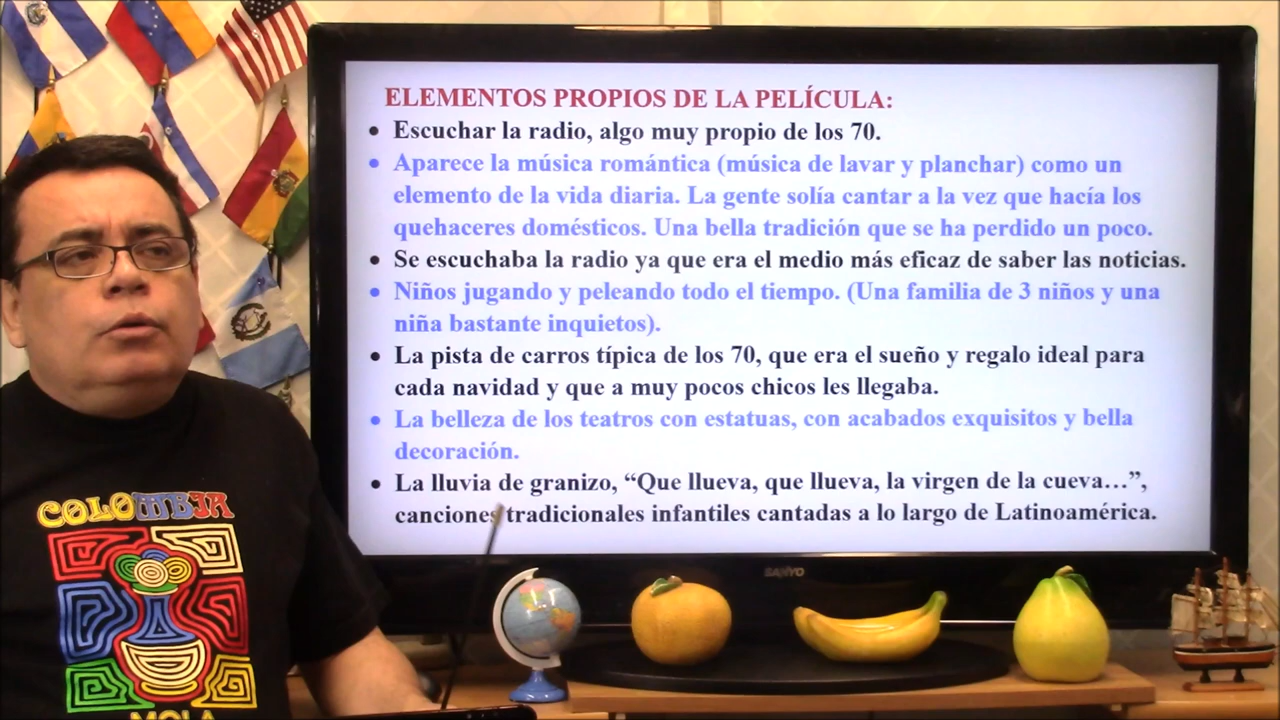 ELEMENTOS PROPIOS DE LA PELÍCULA:
• Escuchar la radio, algo muy propio de los 70.
• Aparece la música romántica (música de lavar y planchar) como un
elemento de la vida diaria. La gente solía cantar a la vez que hacía los
quehaceres domésticos. Una bella tradición que se ha perdido un poco.
• Se escuchaba la radio ya que era el medio más eficaz de saber las noticias.
• Niños jugando y peleando todo el tiempo. (Una familia de 3 niños y una
niña bastante inquietos).
• La pista de carros típica de los 70, que era el sueño y regalo ideal para
cada navidad y que a muy pocos chicos les llegaba.
• La belleza de los teatros con estatuas, con acabados exquisitos y bella
decoración.
• La lluvia de granizo, “Que llueva, que llueva, la virgen de la cueva…”,
canciones tradicionales infantiles cantadas a lo largo de Latinoamérica.
SANYO
COLOMBIA
MOLA